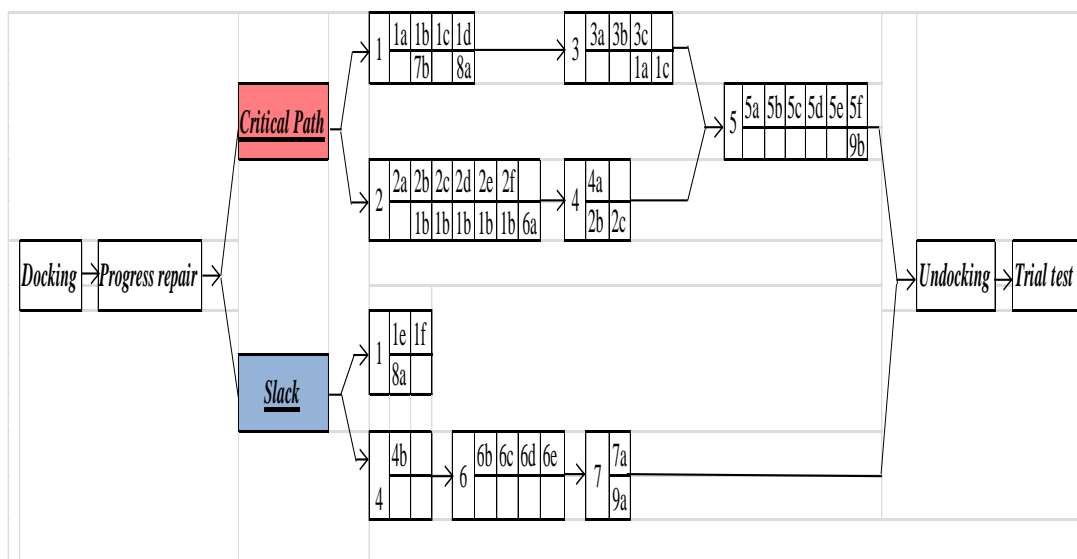 1 1a 1b 1c 1d
7b 8a
3 3a 3b 3c
1a 1c
Critical Path
5 5a 5b 5c 5d 5e 5f
9b
2 2a 2b 2c 2d 2e 2f
1b 1b 1b 1b 1b 6a
4 4a
2b 2c
Docking Progress repair Undocking Trial test
1 1e 1f
8a
Slack
4 4b
6 6b 6c 6d 6e
7 7a
9a